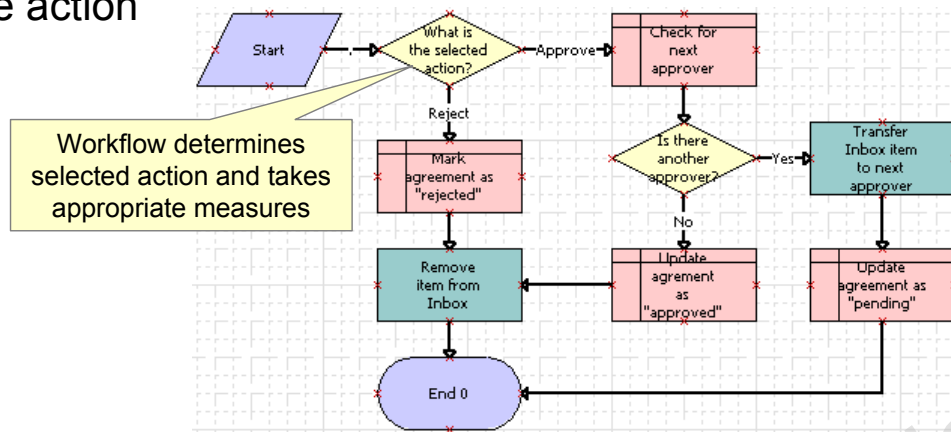 e action
Start
What is
the selected
action?
Approve
Check for
next
approver
Reject
Workflow determines
selected action and takes
appropriate measures
Mark
agreement as
"rejected"
Is there
another
approver?
Yes
Transfer
Inbox item
to next
approver
No
Remove
item from
Inbox
Update
agrement
as
"approved"
Update
agreement as
"pending"
End 0